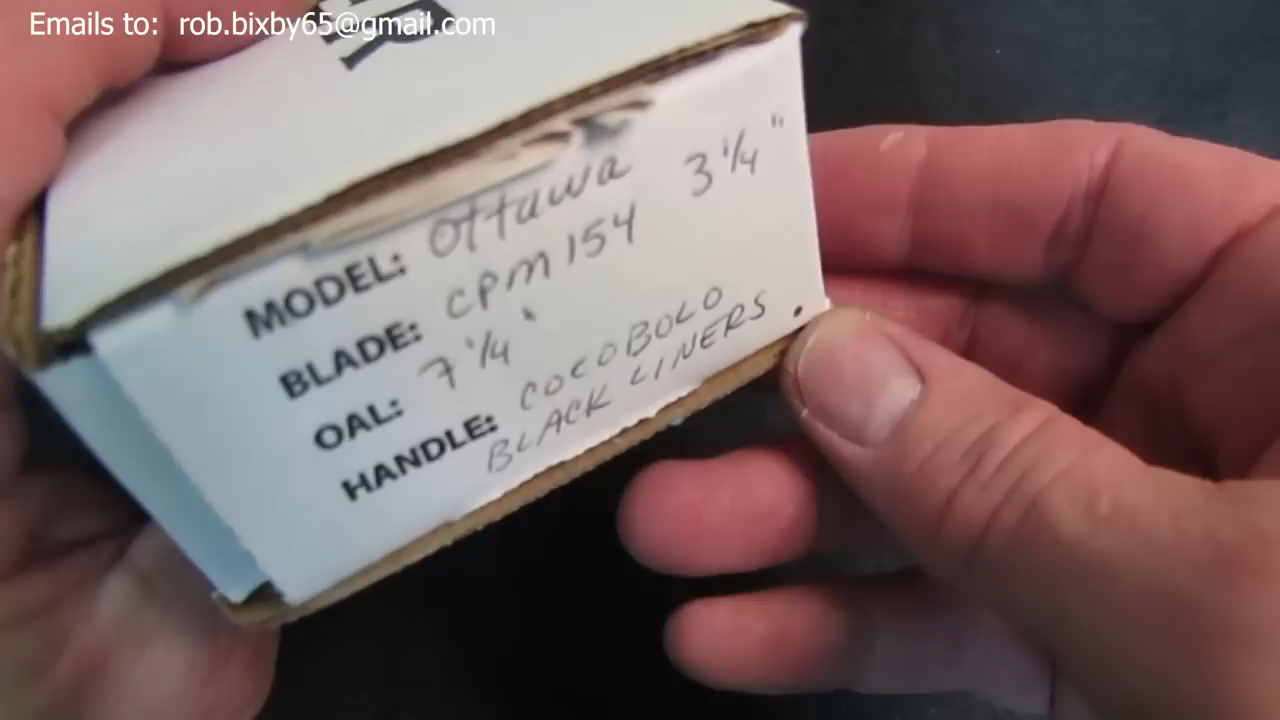 Emails to: rob.bixby65@gmail.com
MODEL: Ottawa
BLADE: CPM154 3 1/4"
OAL: 7 1/4"
HANDLE: COCOBOLO
BLACK LINERS.